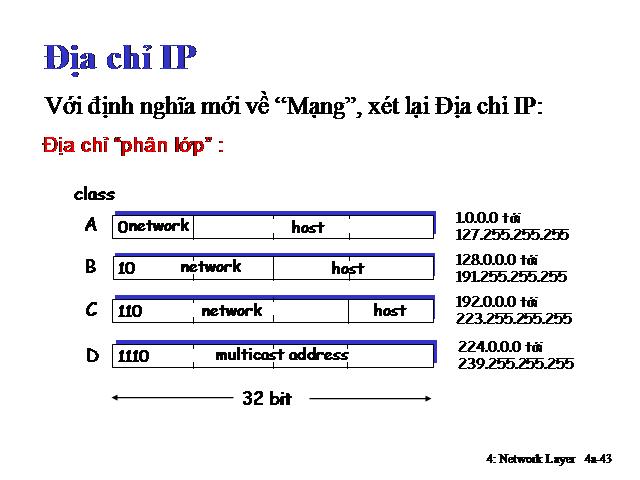 Địa chỉ IP
Với định nghĩa mới về “Mạng”, xét lại Địa chỉ IP:
Địa chỉ “phân lớp” :
class
A 0network host 1.0.0.0 tới
127.255.255.255
B 10 network host 128.0.0.0 tới
191.255.255.255
C 110 network host 192.0.0.0 tới
223.255.255.255
D 1110 multicast address 224.0.0.0 tới
239.255.255.255
32 bit
4: Network Layer 4a-43